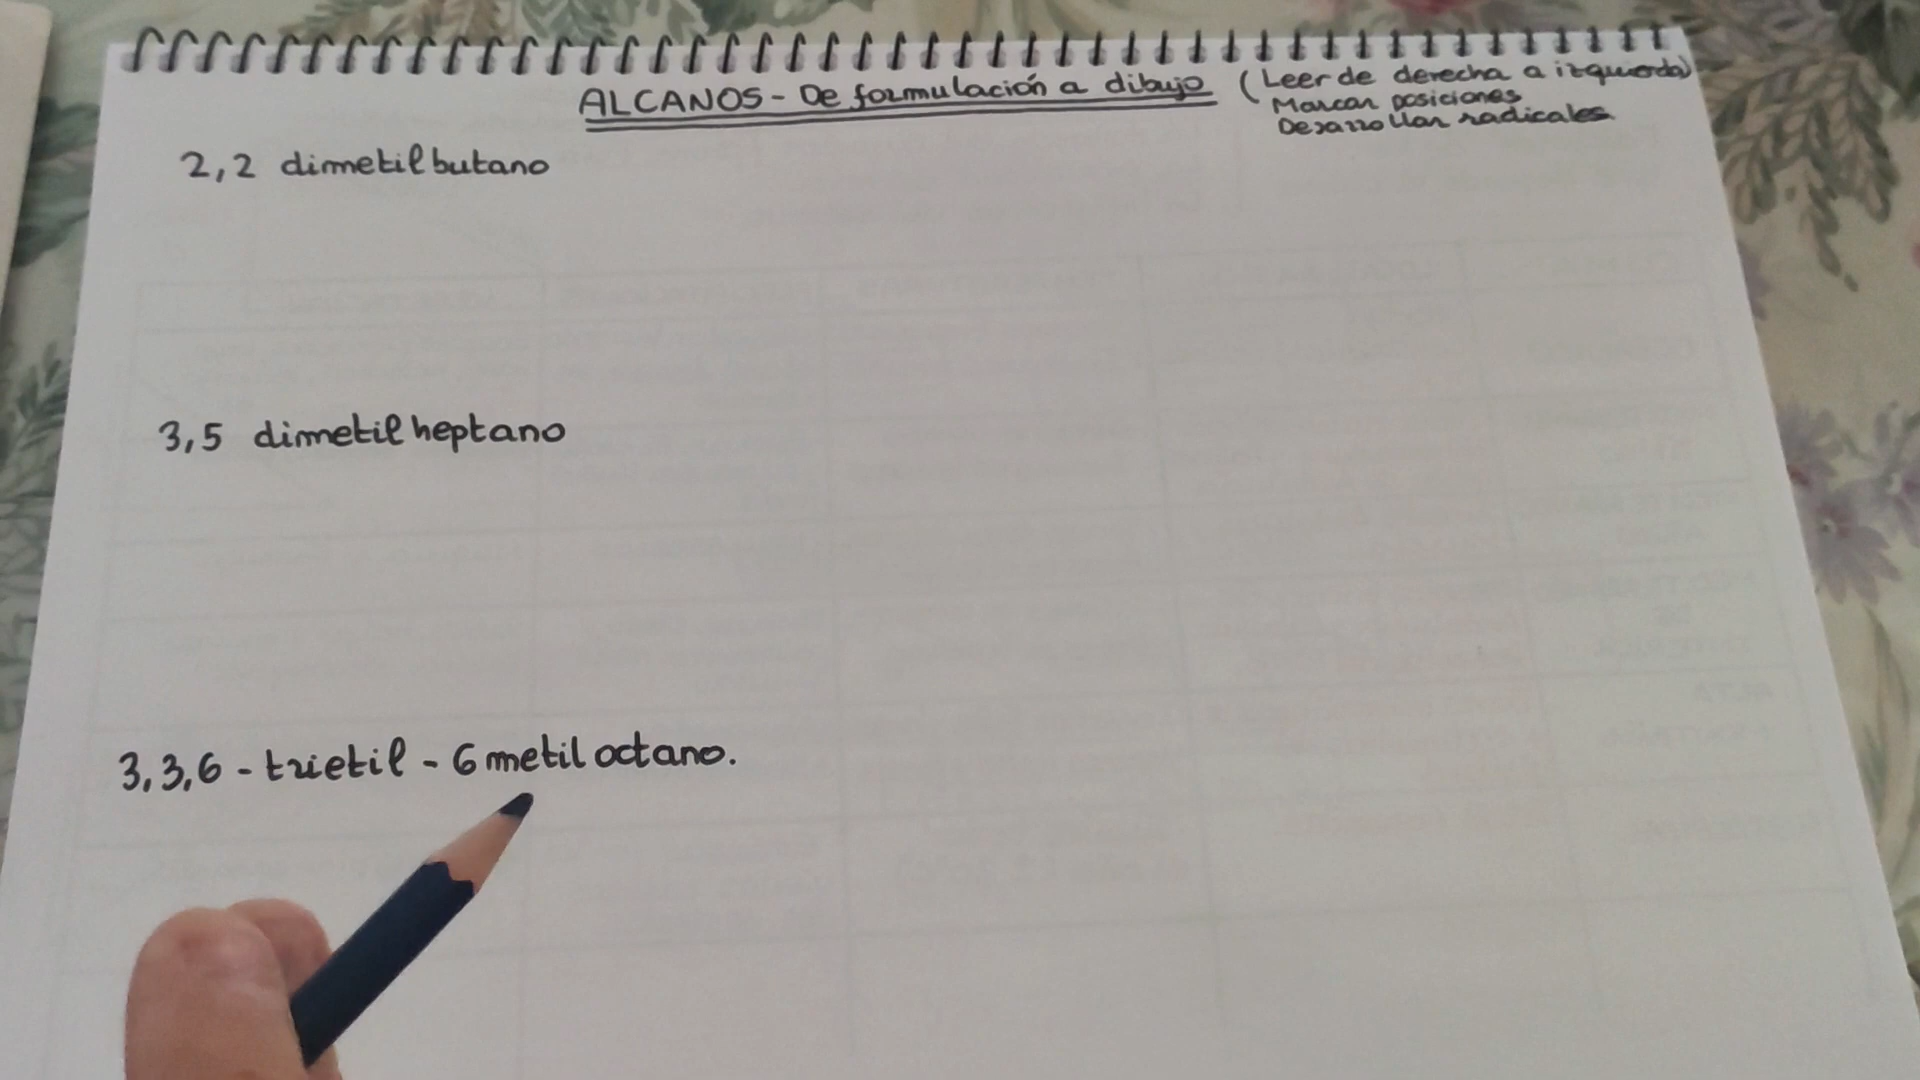 ALCANOS - De formulación a dibujo (Leer de derecha a izquierda)
Marcar posiciones
Desarrollar radicales
2,2 dimetil butano
3,5 dimetil heptano
3,3,6 - trietil - 6 metil octano.